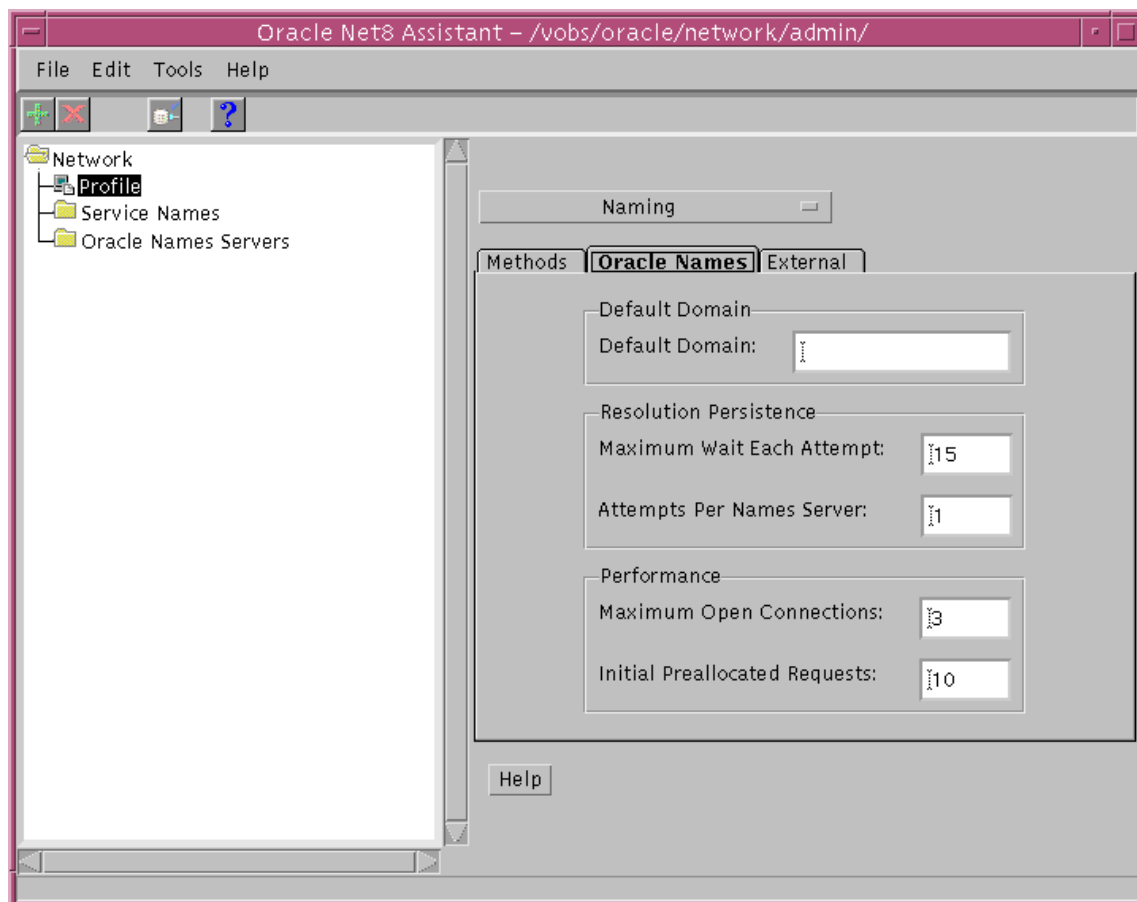 Oracle Net8 Assistant – /vobs/oracle/network/admin/
File Edit Tools Help
?
Network
Profile
Service Names
Oracle Names Servers
Naming
Methods Oracle Names External
Default Domain
Default Domain:
Resolution Persistence
Maximum Wait Each Attempt: 15
Attempts Per Names Server: 1
Performance
Maximum Open Connections: 3
Initial Preallocated Requests: 10
Help